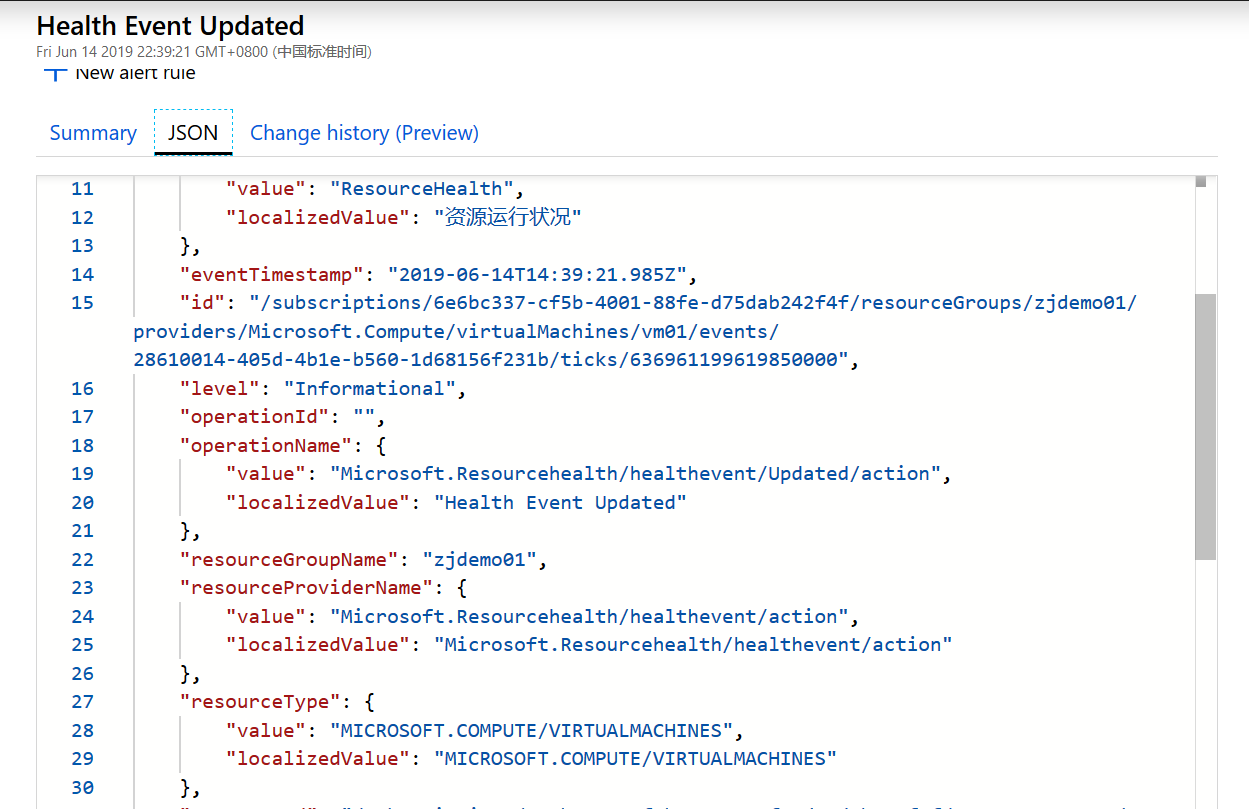 Health Event Updated
Fri Jun 14 2019 22:39:21 GMT+0800 (中国标准时间)
New alert rule
Summary JSON Change history (Preview)
11 "value": "ResourceHealth",
12 "localizedValue": "资源运行状况"
13 },
14 "eventTimestamp": "2019-06-14T14:39:21.985Z",
15 "id": "/subscriptions/6e6bc337-cf5b-4001-88fe-d75dab242f4f/resourceGroups/zjdemo01/
providers/Microsoft.Compute/virtualMachines/vm01/events/
28610014-405d-4b1e-b560-1d68156f231b/ticks/636961199619850000",
16 "level": "Informational",
17 "operationId": "",
18 "operationName": {
19 "value": "Microsoft.Resourcehealth/healthevent/Updated/action",
20 "localizedValue": "Health Event Updated"
21 },
22 "resourceGroupName": "zjdemo01",
23 "resourceProviderName": {
24 "value": "Microsoft.Resourcehealth/healthevent/action",
25 "localizedValue": "Microsoft.Resourcehealth/healthevent/action"
26 },
27 "resourceType": {
28 "value": "MICROSOFT.COMPUTE/VIRTUALMACHINES",
29 "localizedValue": "MICROSOFT.COMPUTE/VIRTUALMACHINES"
30 },